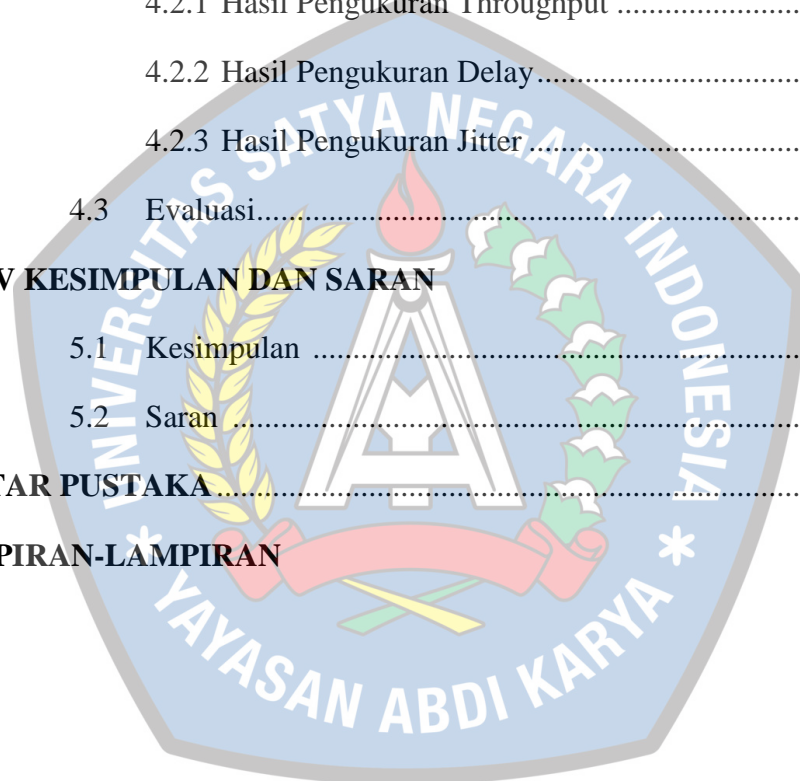 4.2.1 Hasil Pengukuran Throughput ......................
4.2.2 Hasil Pengukuran Delay...............................
4.2.3 Hasil Pengukuran Jitter ................................
4.3 Evaluasi................................................................
V KESIMPULAN DAN SARAN
5.1 Kesimpulan .........................................................
5.2 Saran ...................................................................
TAR PUSTAKA.....................................................................
PIRAN-LAMPIRAN
UNIVERSITAS SATYA NEGARA INDONESIA
* YAYASAN ABDI KARYA *